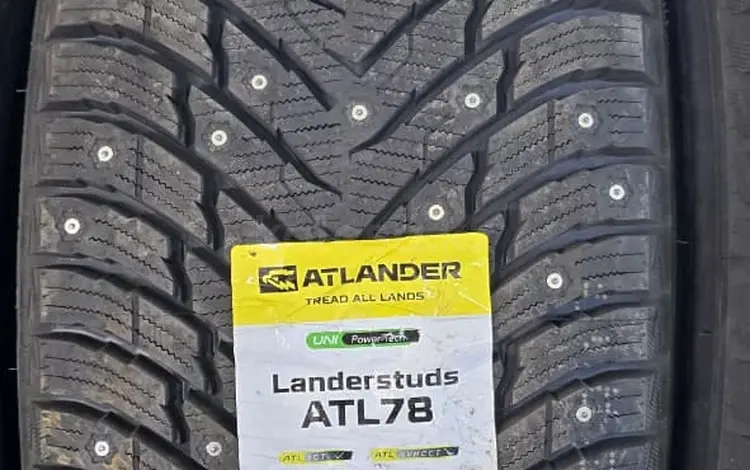 ATLANDER
TREAD ALL LANDS
UNI Power-Tech
Landerstuds
ATL78